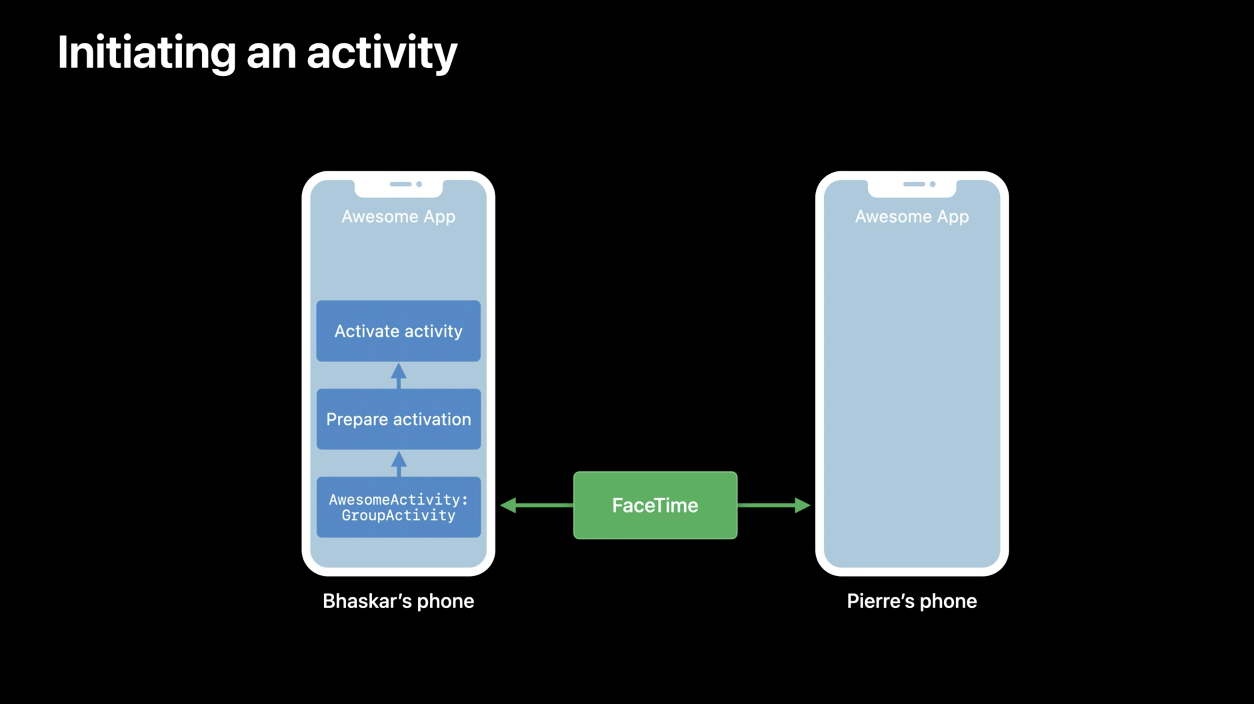 Initiating an activity
Awesome App
Activate activity
Prepare activation
AwesomeActivity:
GroupActivity
Bhaskar’s phone
FaceTime
Awesome App
Pierre’s phone